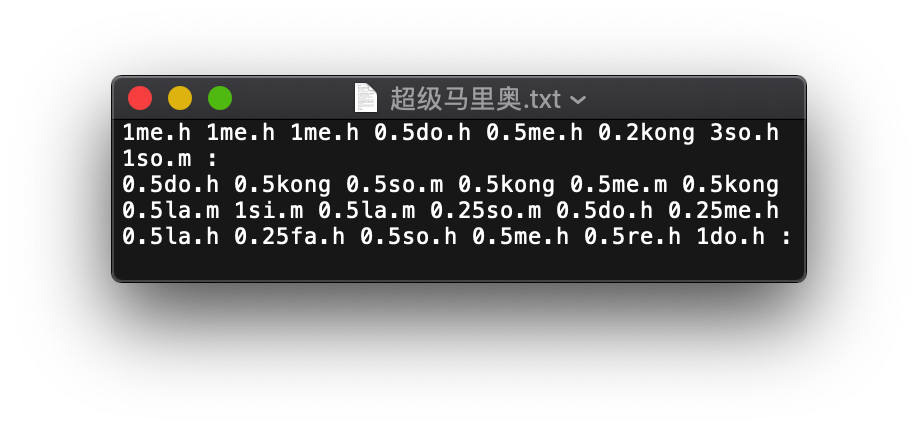 超级马里奥.txt
1me.h 1me.h 1me.h 0.5do.h 0.5me.h 0.2kong 3so.h
1so.m :
0.5do.h 0.5kong 0.5so.m 0.5kong 0.5me.m 0.5kong
0.5la.m 1si.m 0.5la.m 0.25so.m 0.5do.h 0.25me.h
0.5la.h 0.25fa.h 0.5so.h 0.5me.h 0.5re.h 1do.h :